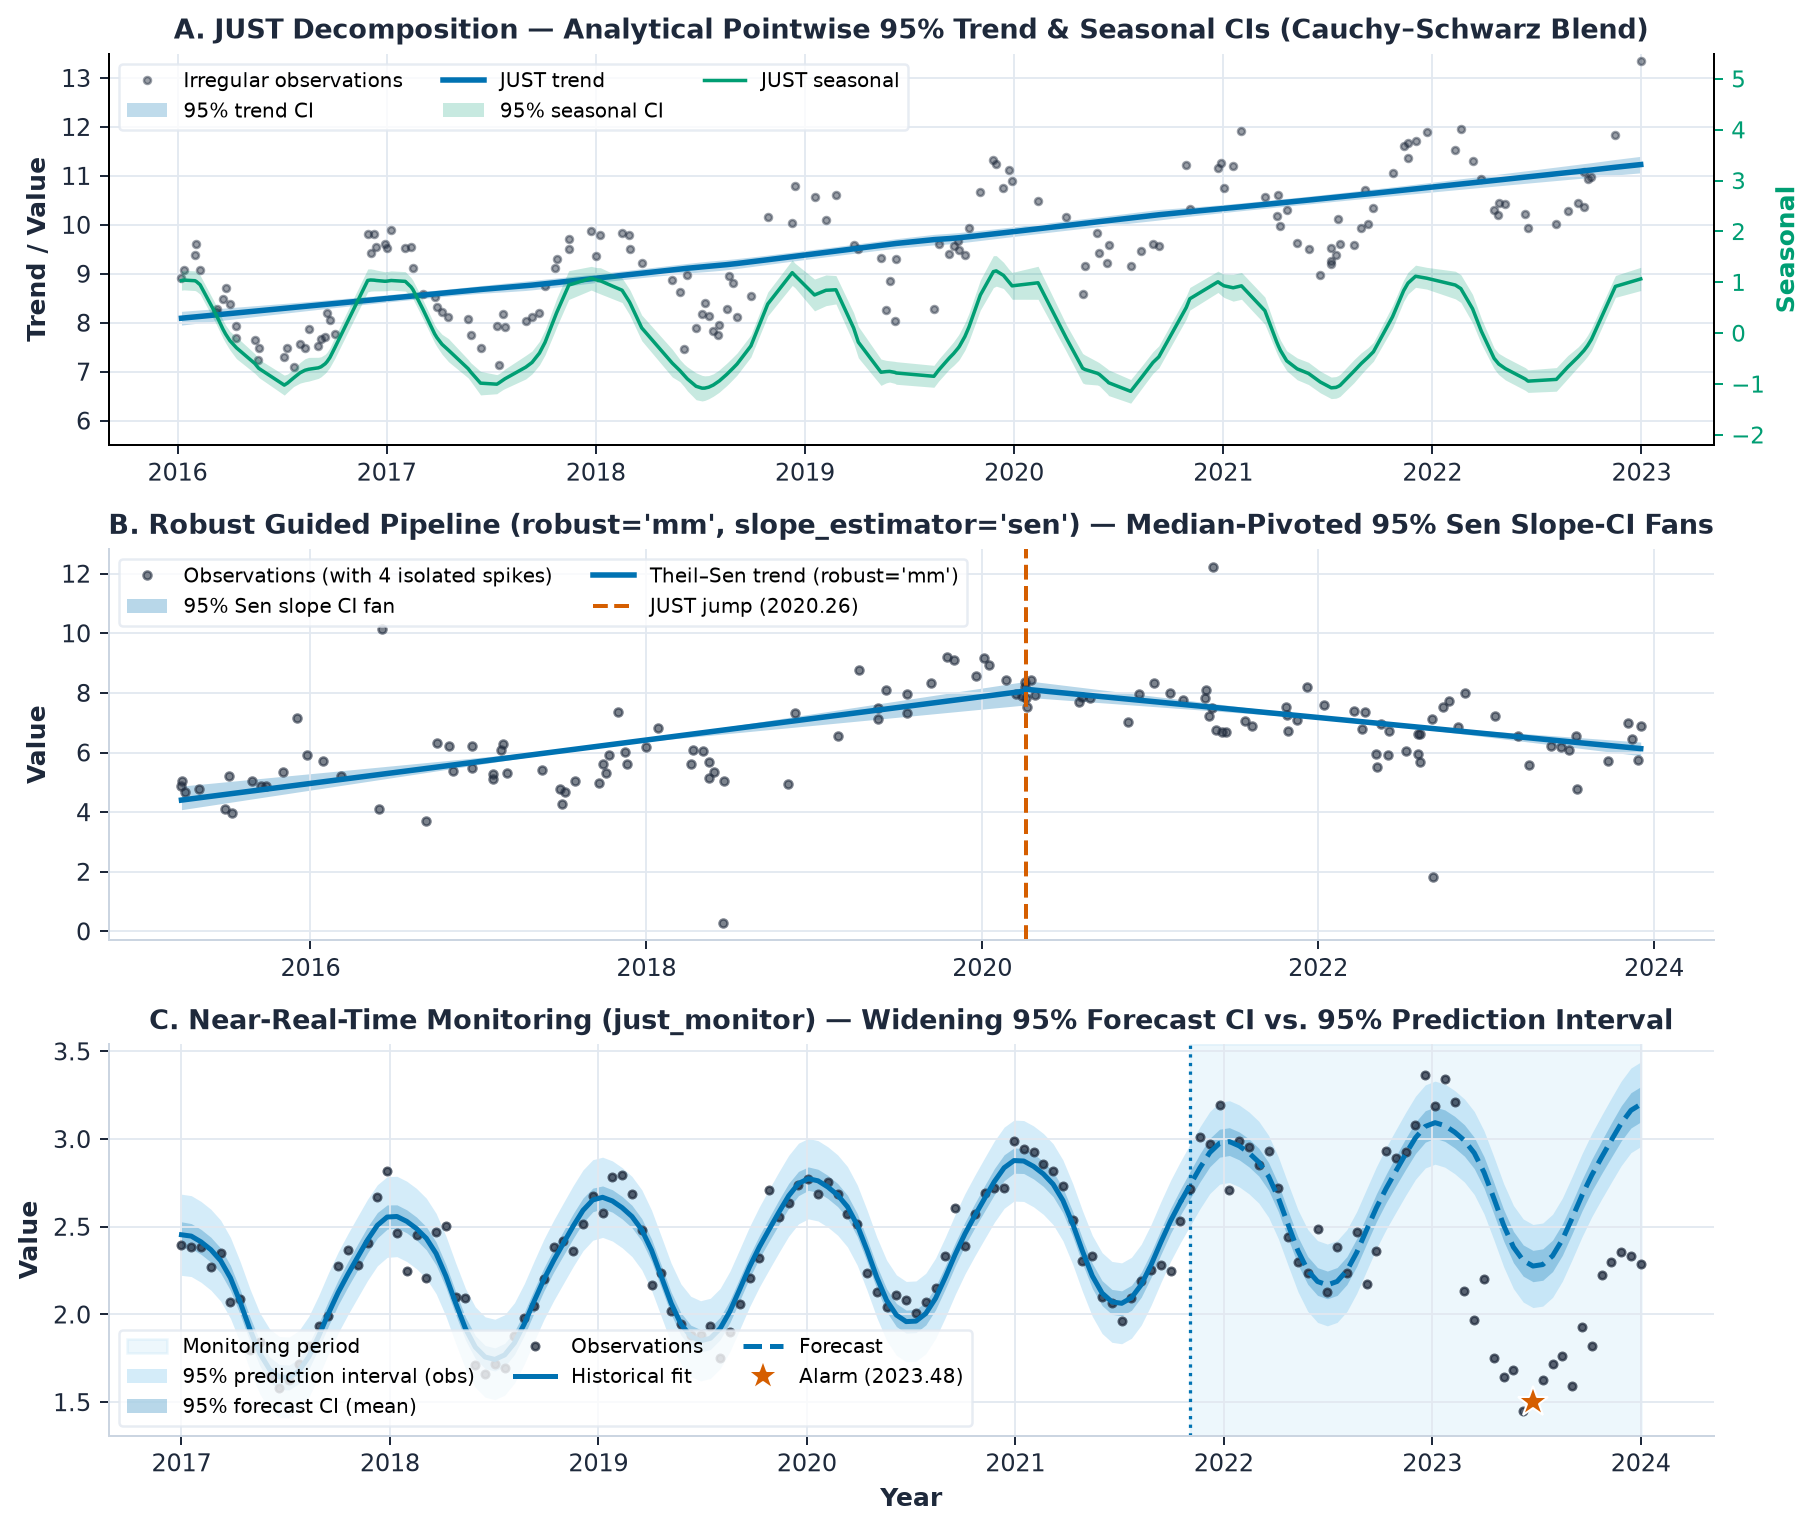 A. JUST Decomposition — Analytical Pointwise 95% Trend & Seasonal CIs (Cauchy–Schwarz Blend)
Irregular observations
95% trend CI
JUST trend
95% seasonal CI
JUST seasonal
Trend / Value
13
12
11
10
9
8
7
6
Seasonal
5
4
3
2
1
0
−1
−2
2016 2017 2018 2019 2020 2021 2022 2023
B. Robust Guided Pipeline (robust='mm', slope_estimator='sen') — Median-Pivoted 95% Sen Slope-CI Fans
Observations (with 4 isolated spikes)
95% Sen slope CI fan
Theil–Sen trend (robust='mm')
JUST jump (2020.26)
Value
12
10
8
6
4
2
0
2016 2018 2020 2022 2024
C. Near-Real-Time Monitoring (just_monitor) — Widening 95% Forecast CI vs. 95% Prediction Interval
Value
3.5
3.0
2.5
2.0
1.5
Monitoring period
95% prediction interval (obs)
95% forecast CI (mean)
Observations
Historical fit
Forecast
Alarm (2023.48)
2017 2018 2019 2020 2021 2022 2023 2024
Year